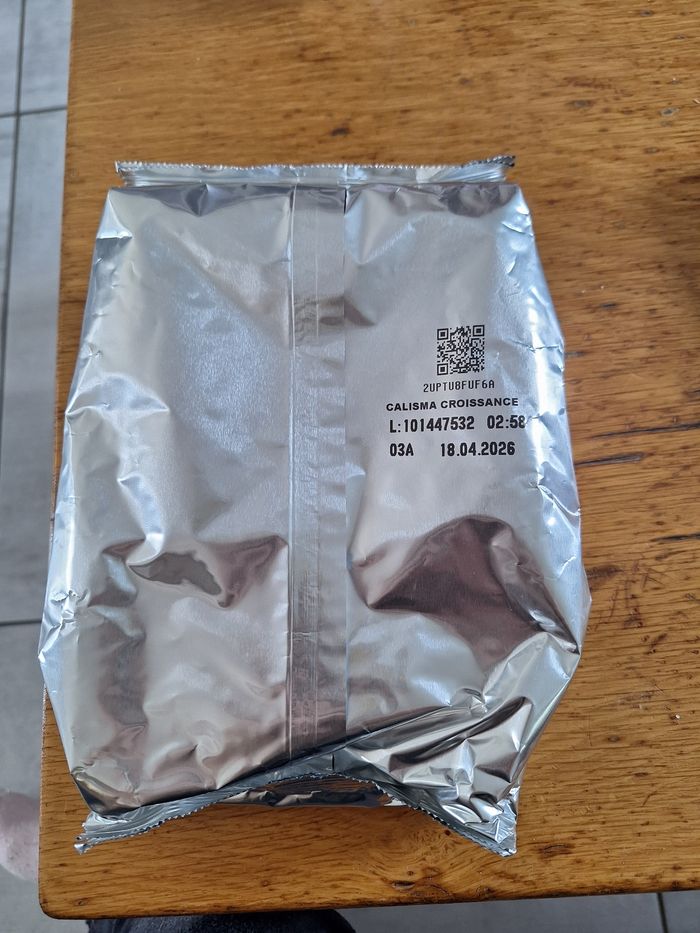 2UPTU8FUF6A
CALISMA CROISSANCE
L:101447532 02:58
03A 18.04.2026